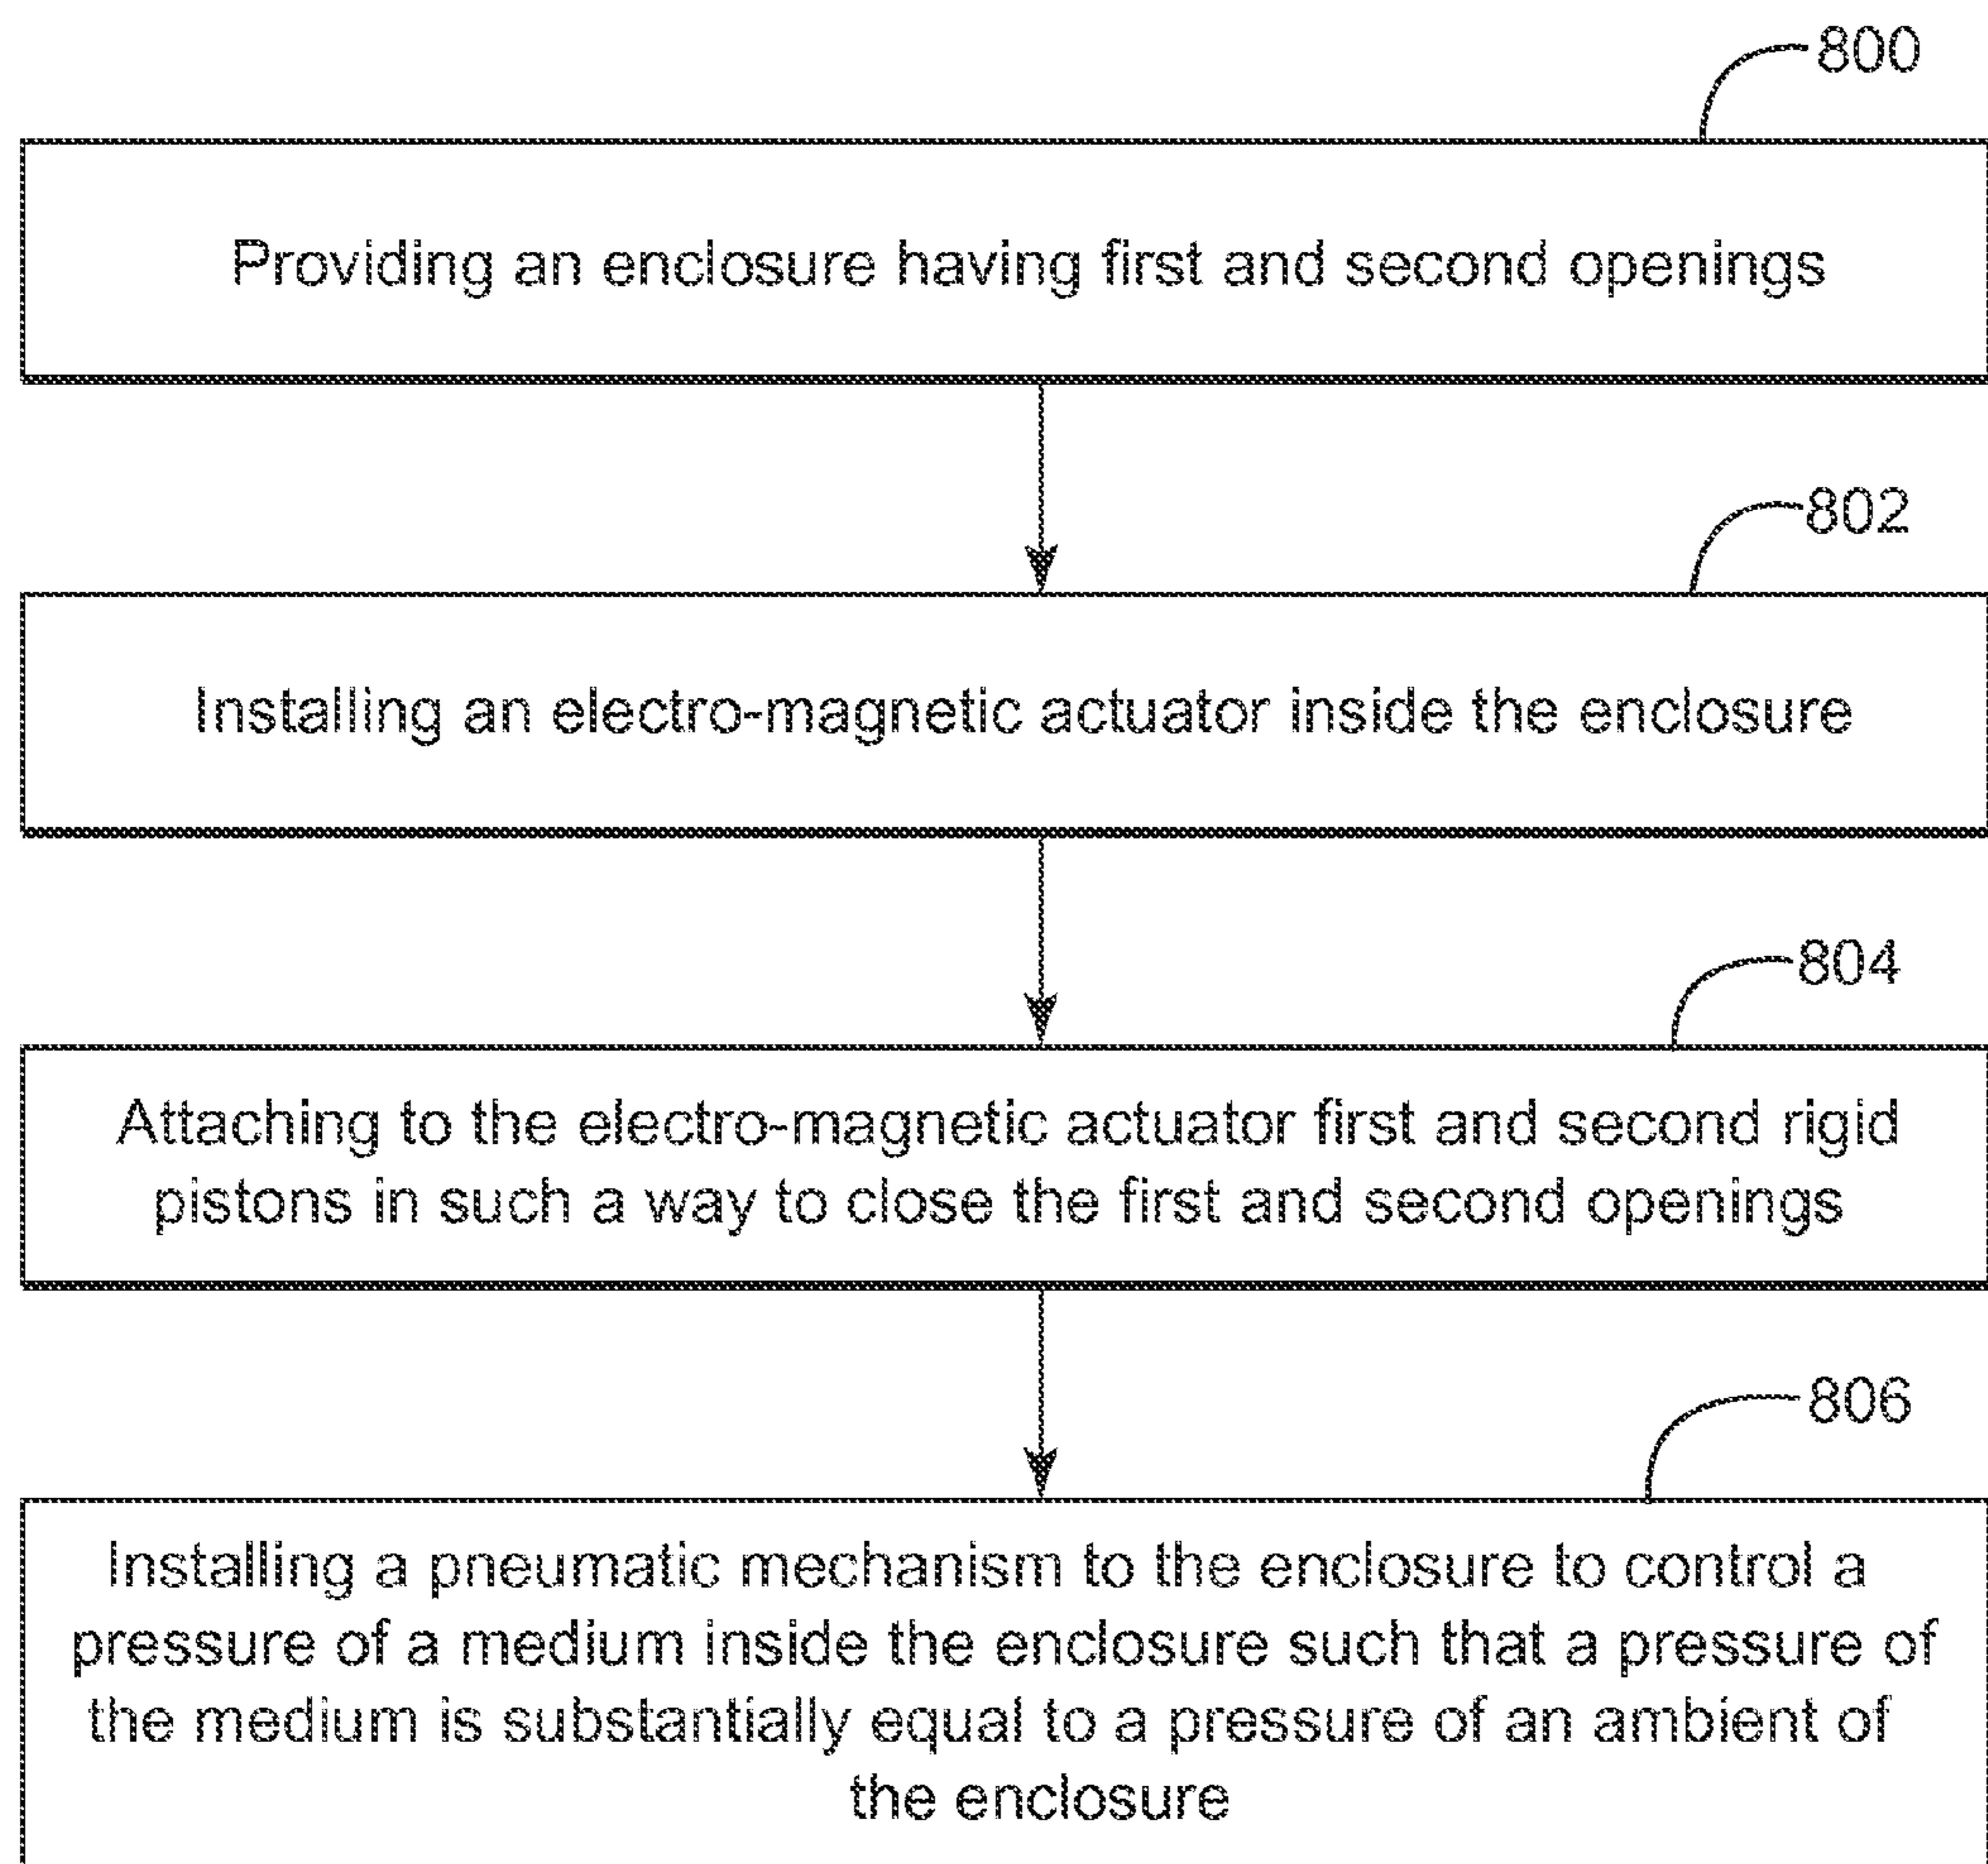 800
Providing an enclosure having first and second openings
802
Installing an electro-magnetic actuator inside the enclosure
804
Attaching to the electro-magnetic actuator first and second rigid
pistons in such a way to close the first and second openings
806
Installing a pneumatic mechanism to the enclosure to control a
pressure of a medium inside the enclosure such that a pressure of
the medium is substantially equal to a pressure of an ambient of
the enclosure